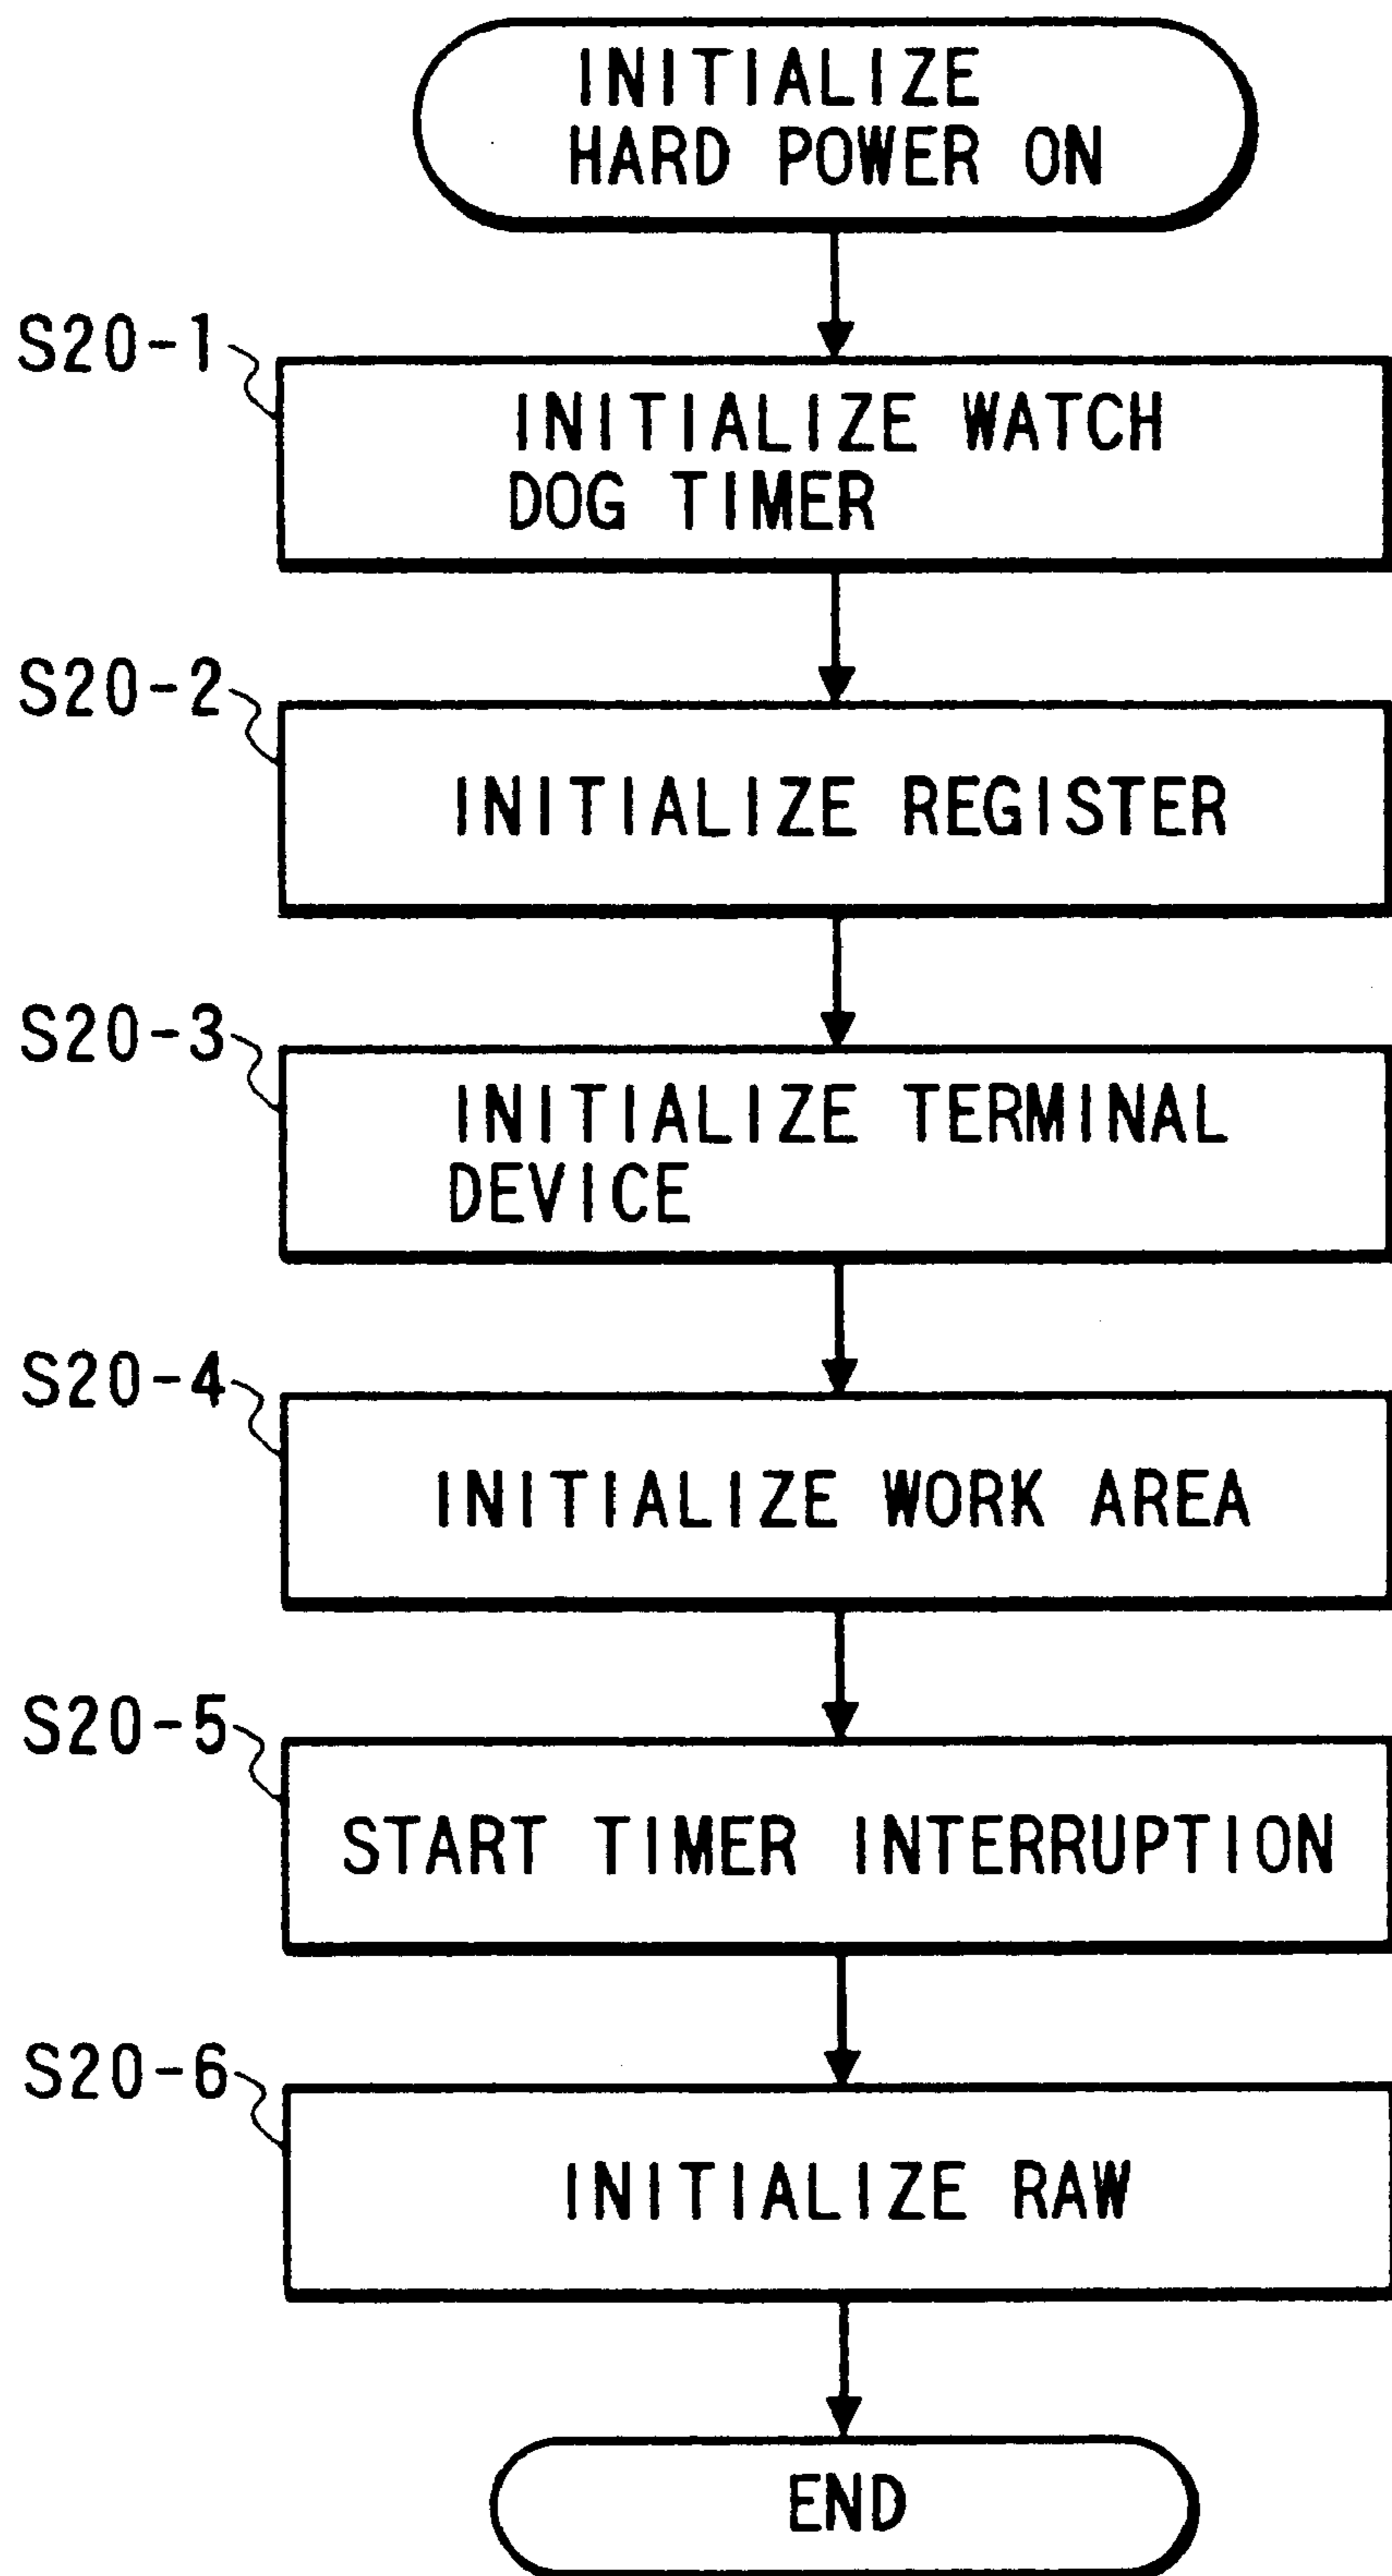 INITIALIZE
HARD POWER ON
S20-1
INITIALIZE WATCH
DOG TIMER
S20-2
INITIALIZE REGISTER
S20-3
INITIALIZE TERMINAL
DEVICE
S20-4
INITIALIZE WORK AREA
S20-5
START TIMER INTERRUPTION
S20-6
INITIALIZE RAW
END